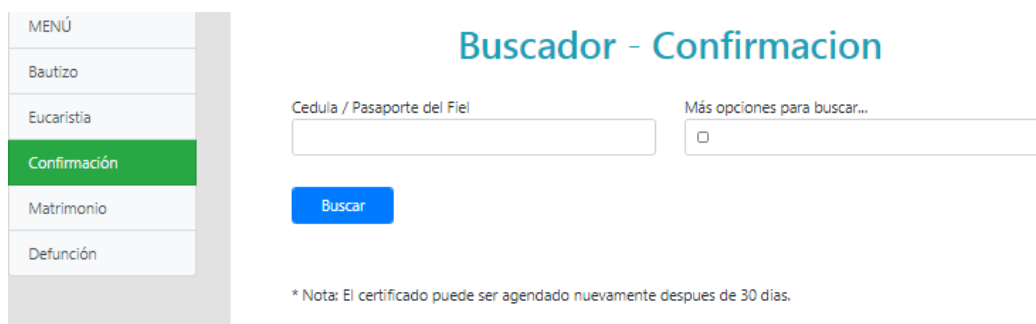 MENÚ
Bautizo
Eucaristia
Confirmación
Matrimonio
Defunción
Buscador - Confirmacion
Cedula / Pasaporte del Fiel
Más opciones para buscar...
Buscar
* Nota: El certificado puede ser agendado nuevamente despues de 30 dias.